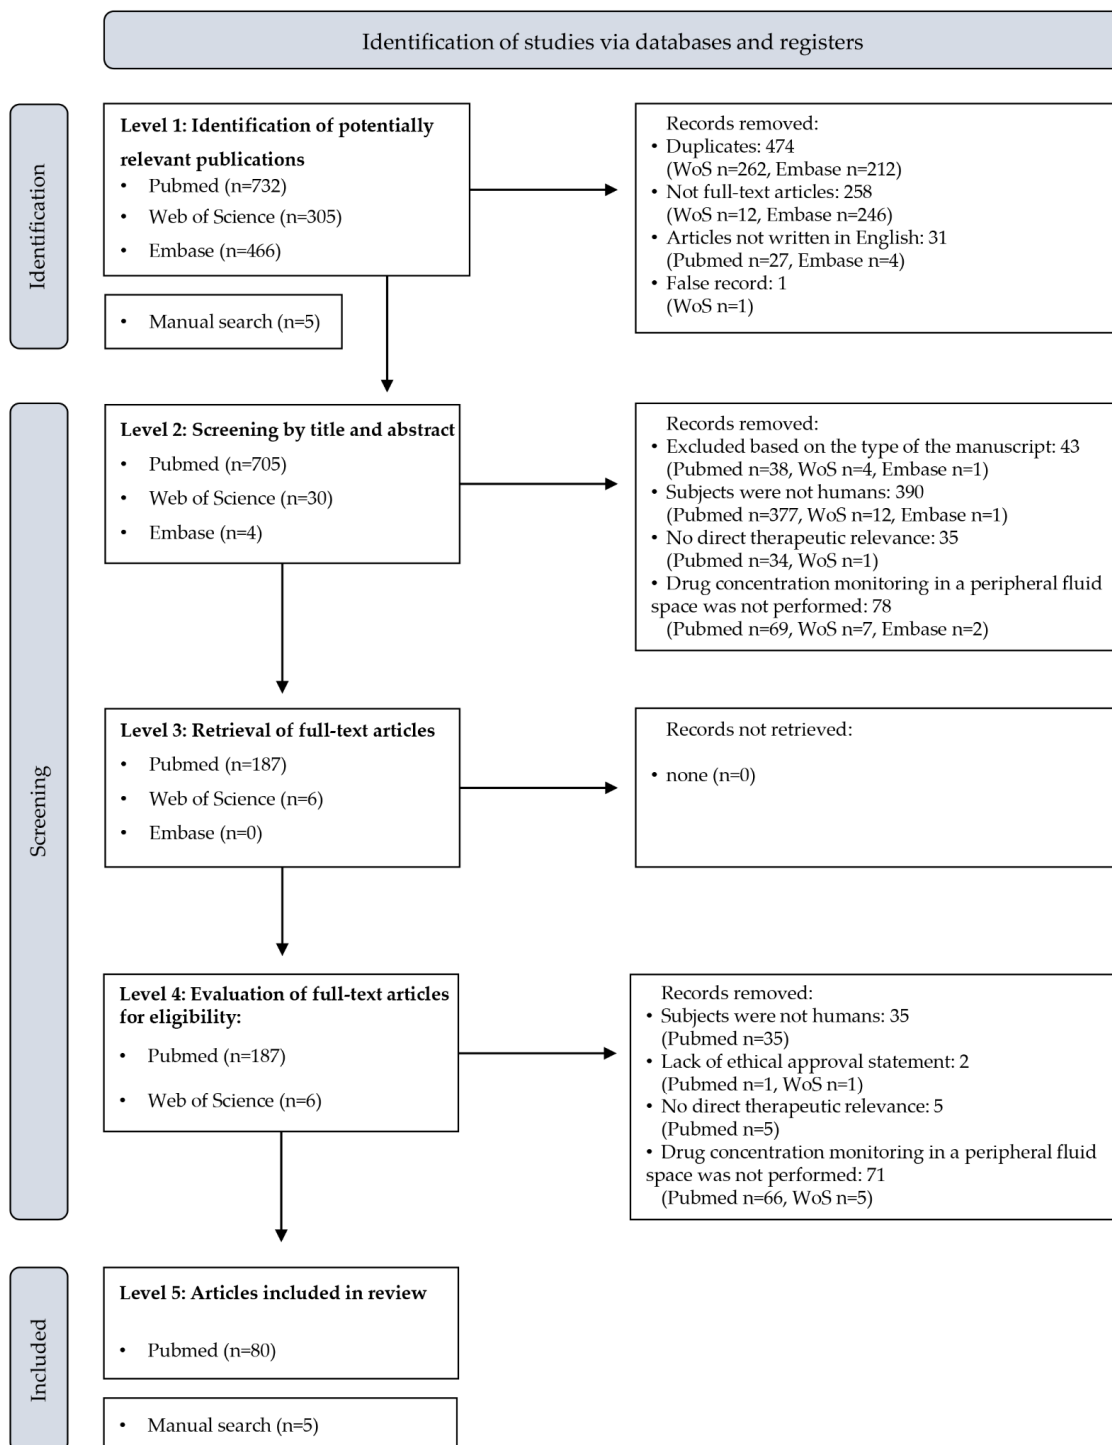 Identification of studies via databases and registers
Identification
Level 1: Identification of potentially
relevant publications
• Pubmed (n=732)
• Web of Science (n=305)
• Embase (n=466)
Records removed:
• Duplicates: 474
(WoS n=262, Embase n=212)
• Not full-text articles: 258
(WoS n=12, Embase n=246)
• Articles not written in English: 31
(Pubmed n=27, Embase n=4)
• False record: 1
(WoS n=1)
• Manual search (n=5)
Screening
Level 2: Screening by title and abstract
• Pubmed (n=705)
• Web of Science (n=30)
• Embase (n=4)
Records removed:
• Excluded based on the type of the manuscript: 43
(Pubmed n=38, WoS n=4, Embase n=1)
• Subjects were not humans: 390
(Pubmed n=377, WoS n=12, Embase n=1)
• No direct therapeutic relevance: 35
(Pubmed n=34, WoS n=1)
• Drug concentration monitoring in a peripheral fluid
space was not performed: 78
(Pubmed n=69, WoS n=7, Embase n=2)
Level 3: Retrieval of full-text articles
• Pubmed (n=187)
• Web of Science (n=6)
• Embase (n=0)
Records not retrieved:
• none (n=0)
Level 4: Evaluation of full-text articles
for eligibility:
• Pubmed (n=187)
• Web of Science (n=6)
Records removed:
• Subjects were not humans: 35
(Pubmed n=35)
• Lack of ethical approval statement: 2
(Pubmed n=1, WoS n=1)
• No direct therapeutic relevance: 5
(Pubmed n=5)
• Drug concentration monitoring in a peripheral fluid
space was not performed: 71
(Pubmed n=66, WoS n=5)
Included
Level 5: Articles included in review
• Pubmed (n=80)
• Manual search (n=5)